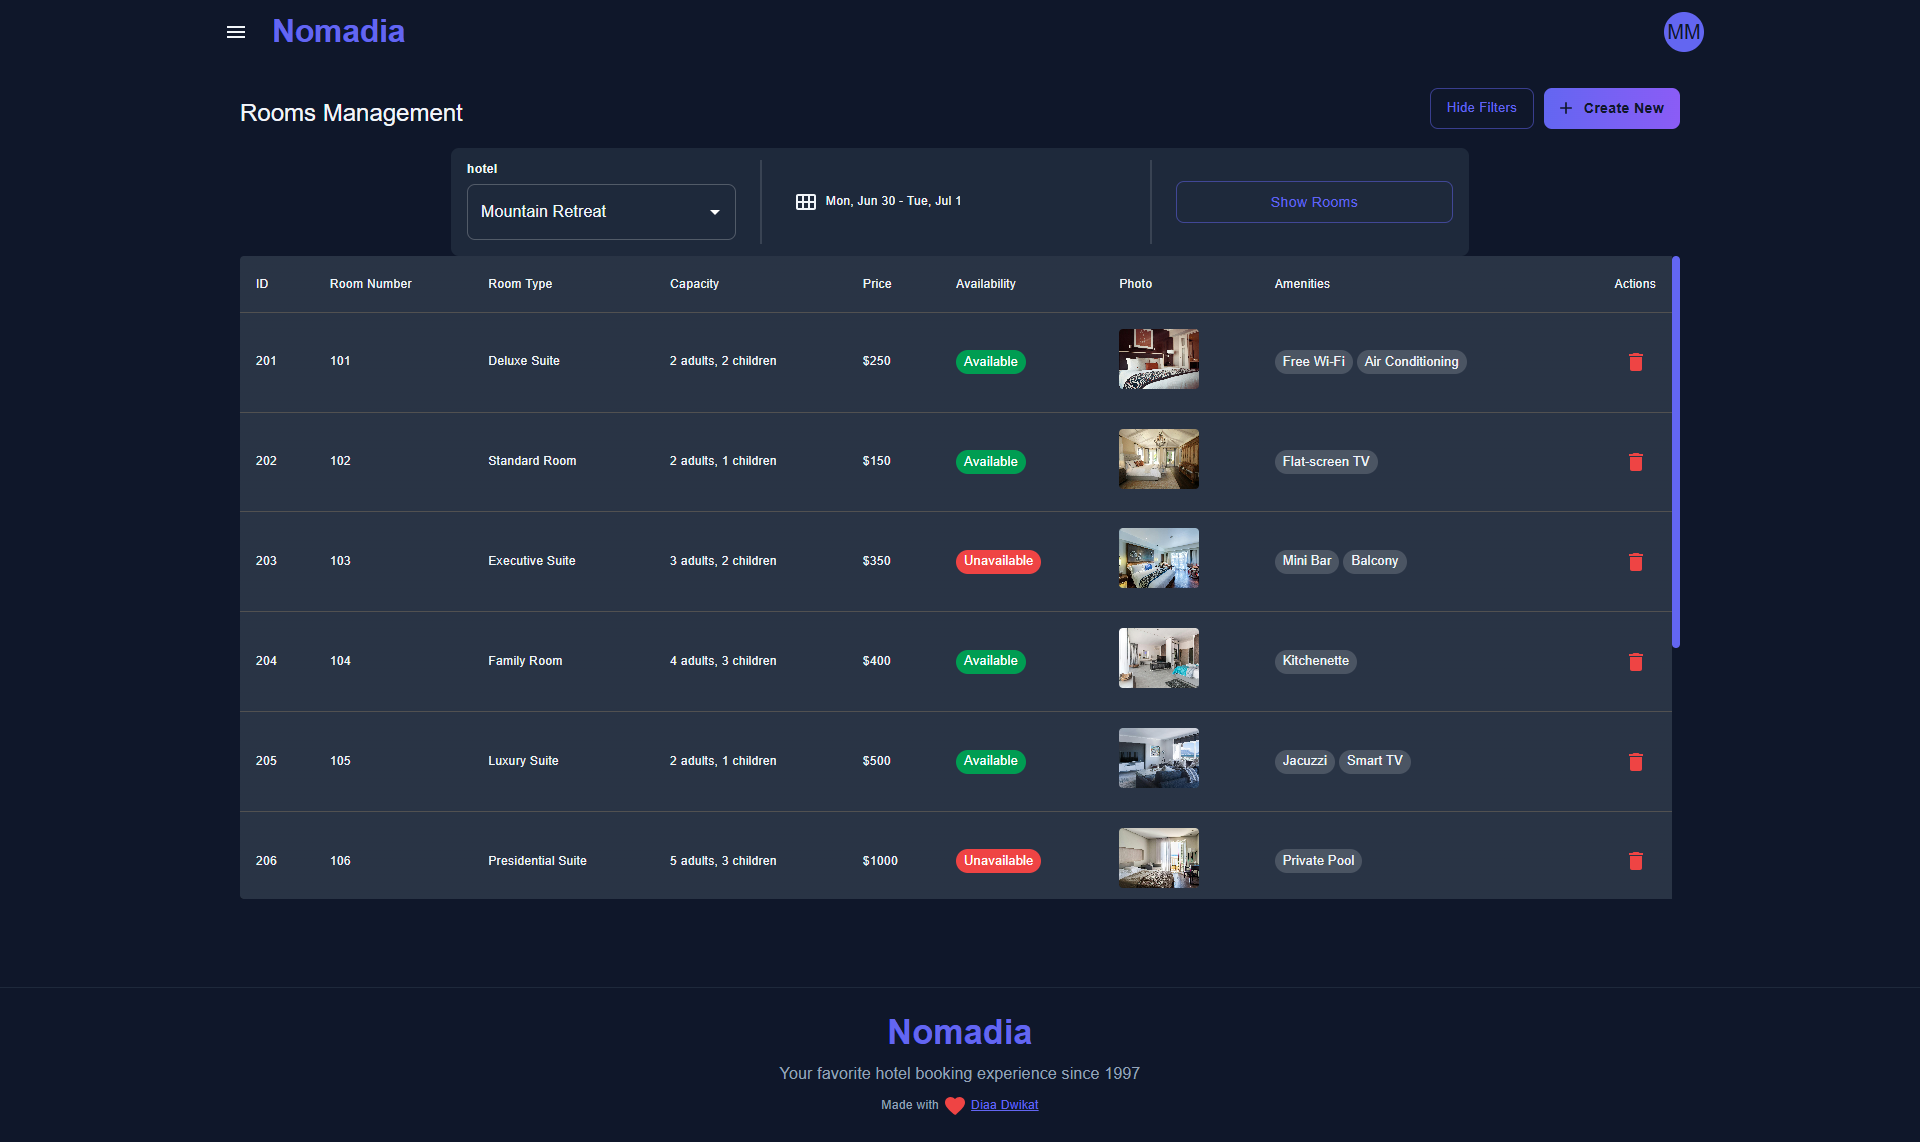 Nomadia
MM
Rooms Management
Hide Filters
Create New
hotel
Mountain Retreat
Mon, Jun 30 - Tue, Jul 1
Show Rooms
ID Room Number Room Type Capacity Price Availability Photo Amenities Actions
201 101 Deluxe Suite 2 adults, 2 children $250 Available Free Wi-Fi Air Conditioning
202 102 Standard Room 2 adults, 1 children $150 Available Flat-screen TV
203 103 Executive Suite 3 adults, 2 children $350 Unavailable Mini Bar Balcony
204 104 Family Room 4 adults, 3 children $400 Available Kitchenette
205 105 Luxury Suite 2 adults, 1 children $500 Available Jacuzzi Smart TV
206 106 Presidential Suite 5 adults, 3 children $1000 Unavailable Private Pool
Nomadia
Your favorite hotel booking experience since 1997
Made with Diaa Dwikat